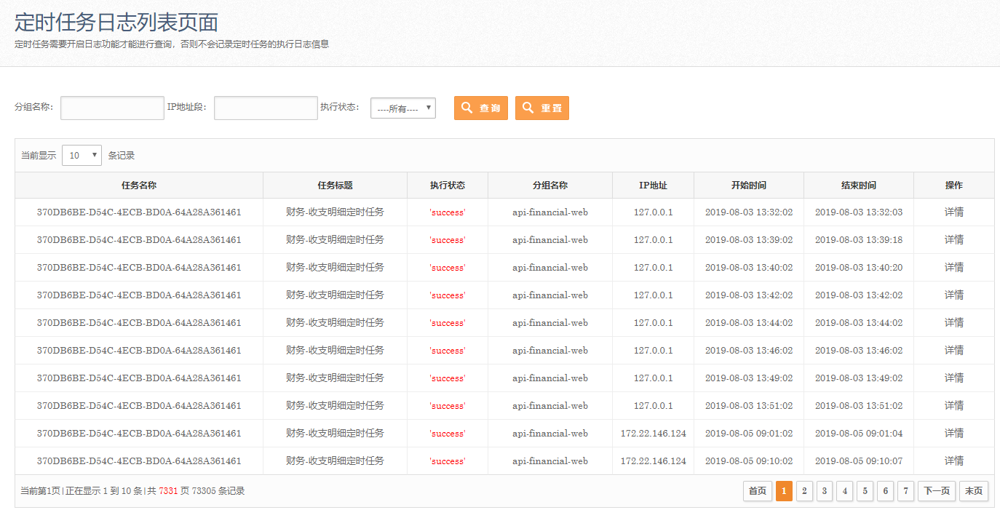 定时任务日志列表页面
定时任务需要开启日志功能才能进行查询，否则不会记录定时任务的执行日志信息
分组名称： IP地址段： 执行状态： ----所有---- 查询 重置
当前显示 10 条记录
任务名称 任务标题 执行状态 分组名称 IP地址 开始时间 结束时间 操作
370DB6BE-D54C-4ECB-BD0A-64A28A361461 财务-收支明细定时任务 'success' api-financial-web 127.0.0.1 2019-08-03 13:32:02 2019-08-03 13:32:03 详情
370DB6BE-D54C-4ECB-BD0A-64A28A361461 财务-收支明细定时任务 'success' api-financial-web 127.0.0.1 2019-08-03 13:39:02 2019-08-03 13:39:18 详情
370DB6BE-D54C-4ECB-BD0A-64A28A361461 财务-收支明细定时任务 'success' api-financial-web 127.0.0.1 2019-08-03 13:40:02 2019-08-03 13:40:20 详情
370DB6BE-D54C-4ECB-BD0A-64A28A361461 财务-收支明细定时任务 'success' api-financial-web 127.0.0.1 2019-08-03 13:42:02 2019-08-03 13:42:02 详情
370DB6BE-D54C-4ECB-BD0A-64A28A361461 财务-收支明细定时任务 'success' api-financial-web 127.0.0.1 2019-08-03 13:44:02 2019-08-03 13:44:02 详情
370DB6BE-D54C-4ECB-BD0A-64A28A361461 财务-收支明细定时任务 'success' api-financial-web 127.0.0.1 2019-08-03 13:46:02 2019-08-03 13:46:02 详情
370DB6BE-D54C-4ECB-BD0A-64A28A361461 财务-收支明细定时任务 'success' api-financial-web 127.0.0.1 2019-08-03 13:49:02 2019-08-03 13:49:02 详情
370DB6BE-D54C-4ECB-BD0A-64A28A361461 财务-收支明细定时任务 'success' api-financial-web 127.0.0.1 2019-08-03 13:51:02 2019-08-03 13:51:02 详情
370DB6BE-D54C-4ECB-BD0A-64A28A361461 财务-收支明细定时任务 'success' api-financial-web 172.22.146.124 2019-08-05 09:01:02 2019-08-05 09:01:04 详情
370DB6BE-D54C-4ECB-BD0A-64A28A361461 财务-收支明细定时任务 'success' api-financial-web 172.22.146.124 2019-08-05 09:10:02 2019-08-05 09:10:07 详情
当前第1页|正在显示 1 到 10 条|共 7331 页 73305 条记录 首页 1 2 3 4 5 6 7 下一页 末页